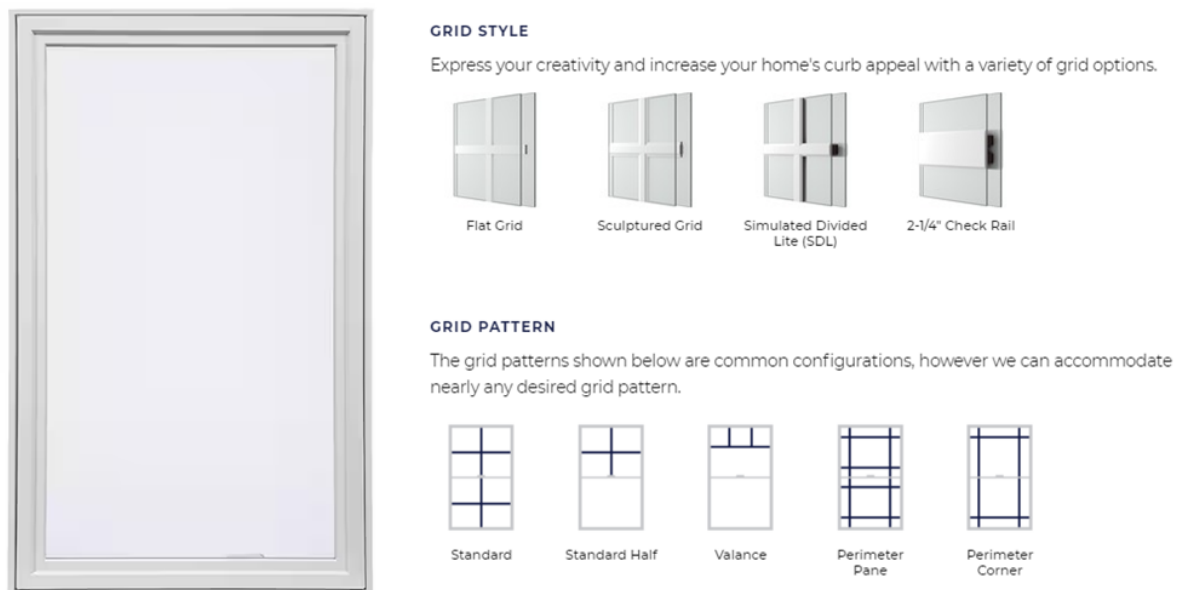 GRID STYLE
Express your creativity and increase your home's curb appeal with a variety of grid options.
Flat Grid
Sculptured Grid
Simulated Divided
Lite (SDL)
2-1/4" Check Rail
GRID PATTERN
The grid patterns shown below are common configurations, however we can accommodate
nearly any desired grid pattern.
Standard
Standard Half
Valance
Perimeter
Pane
Perimeter
Corner